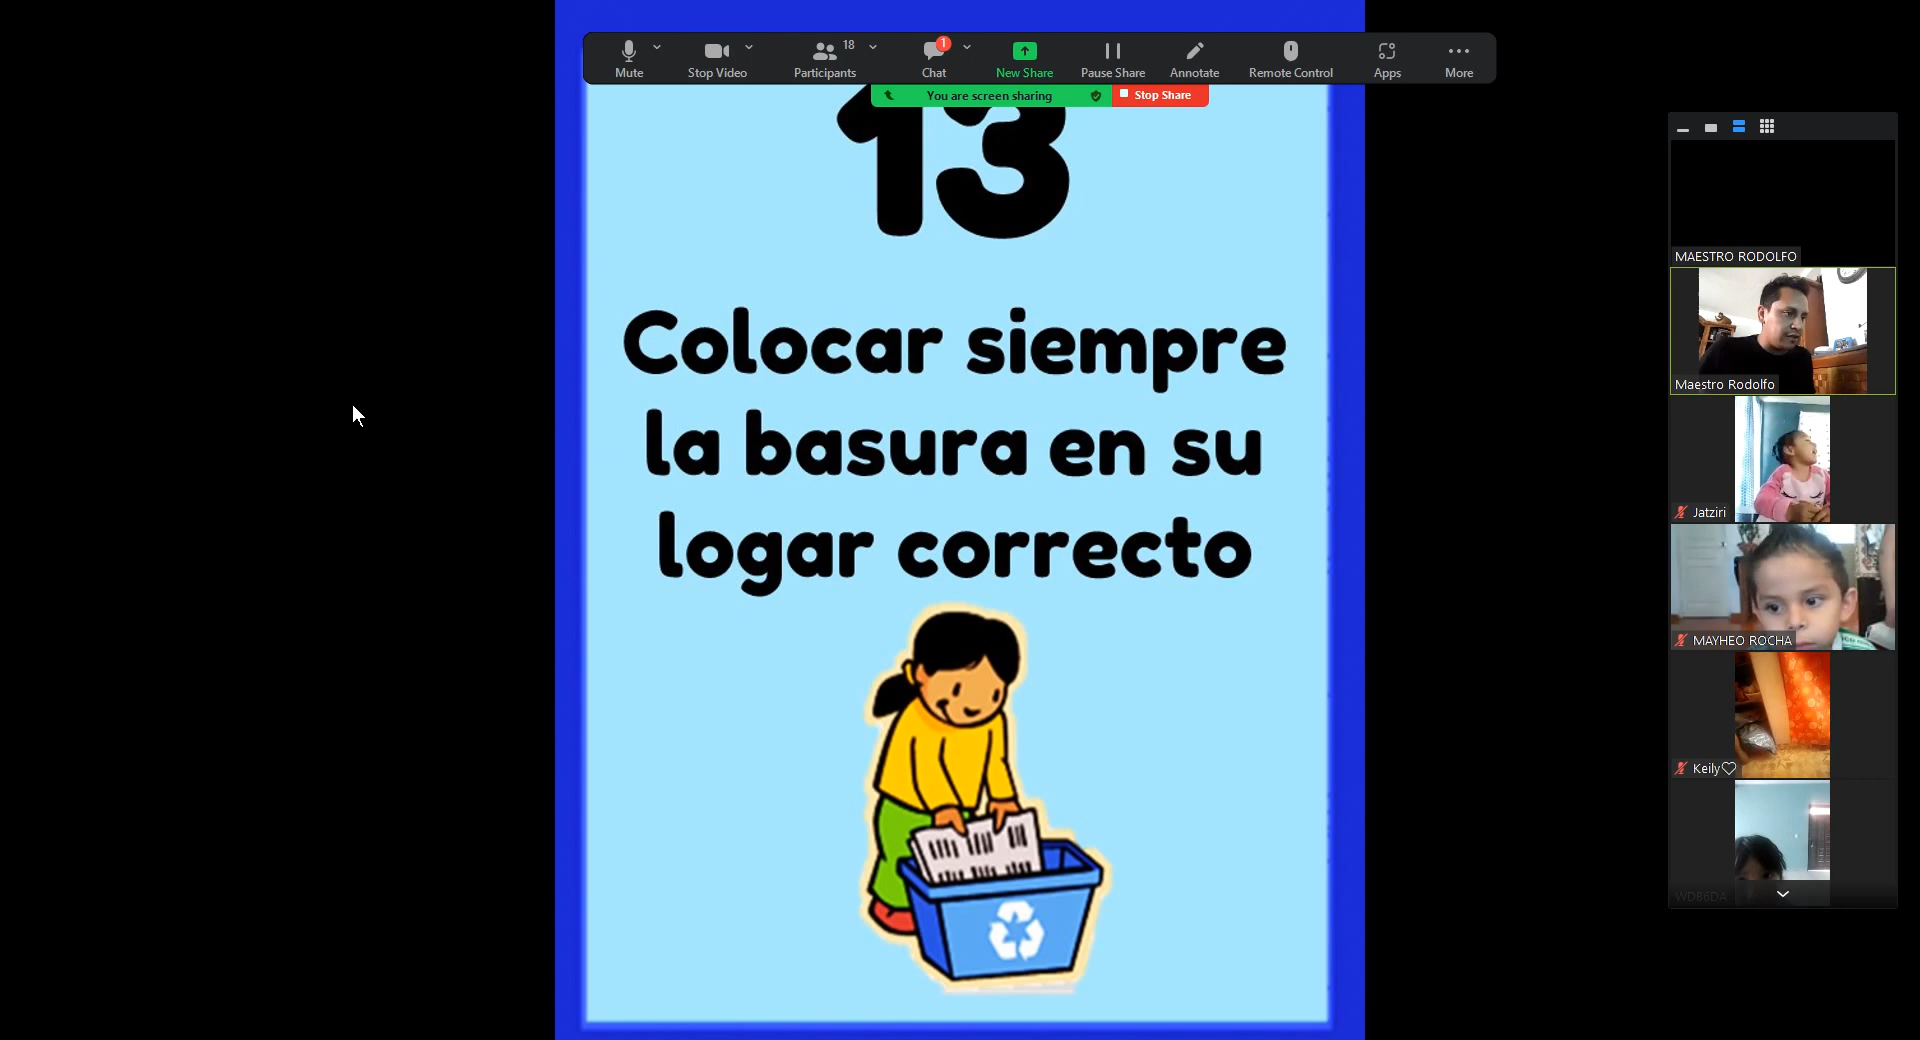 18
1
Mute
Stop Video
Participants
Chat
New Share
Pause Share
Annotate
Remote Control
Apps
More
You are screen sharing
Stop Share
13
Colocar siempre
la basura en su
logar correcto
MAESTRO RODOLFO
Maestro Rodolfo
Jatziri
MAYHEO ROCHA
Keily♡